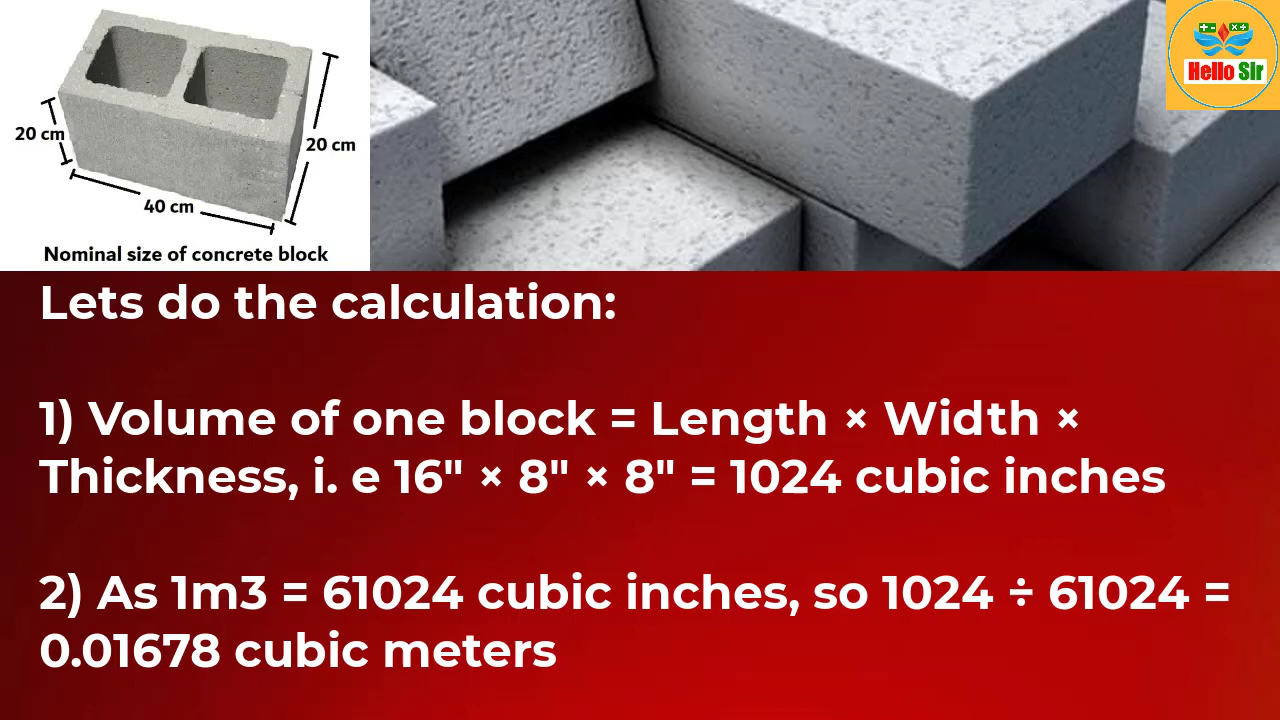 Hello SIr
20 cm
20 cm
40 cm
Nominal size of concrete block
Lets do the calculation:
1) Volume of one block = Length × Width ×
Thickness, i. e 16" × 8" × 8" = 1024 cubic inches
2) As 1m3 = 61024 cubic inches, so 1024 ÷ 61024 =
0.01678 cubic meters